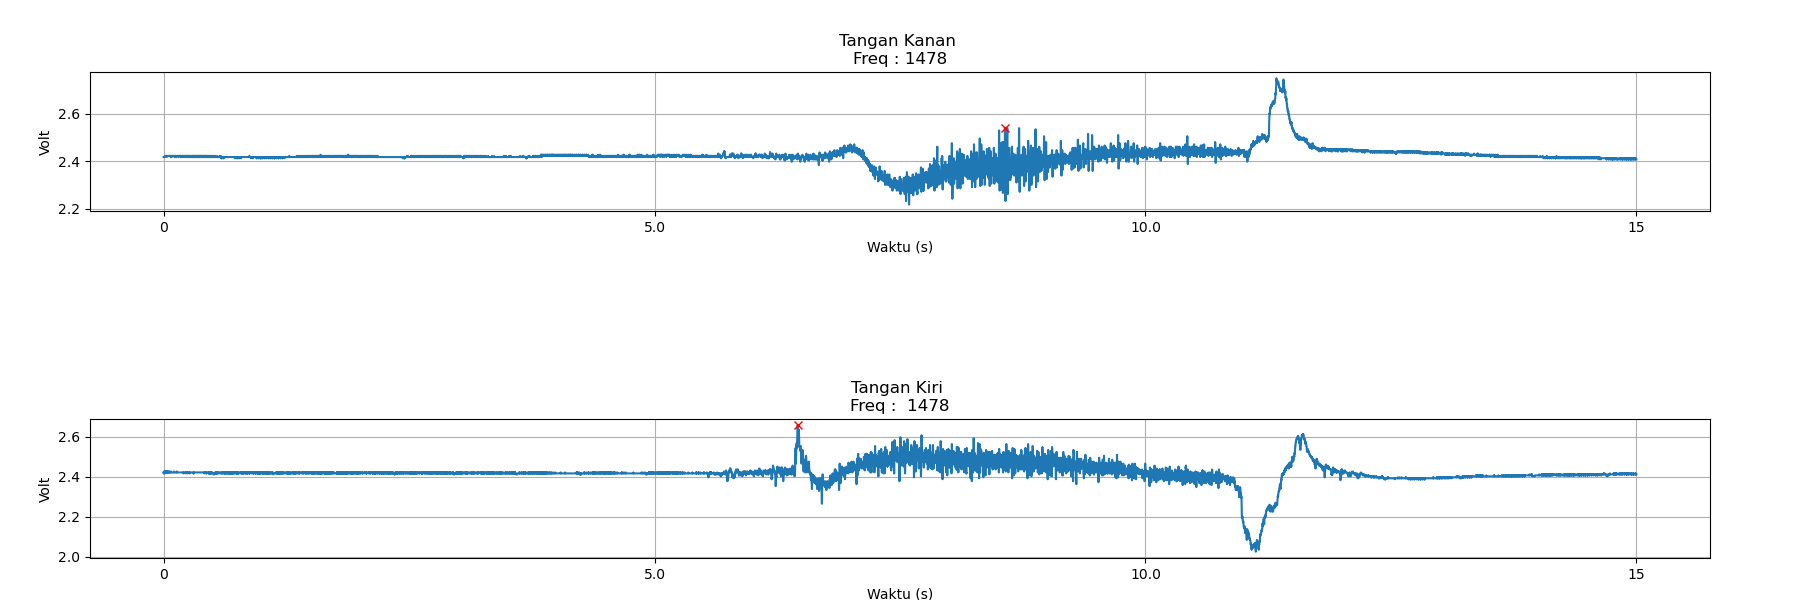 Tangan Kanan
Freq : 1478
2.6
2.4
2.2
Volt
0 5.0 10.0 15
Waktu (s)
Tangan Kiri
Freq :  1478
2.6
2.4
2.2
2.0
Volt
0 5.0 10.0 15
Waktu (s)